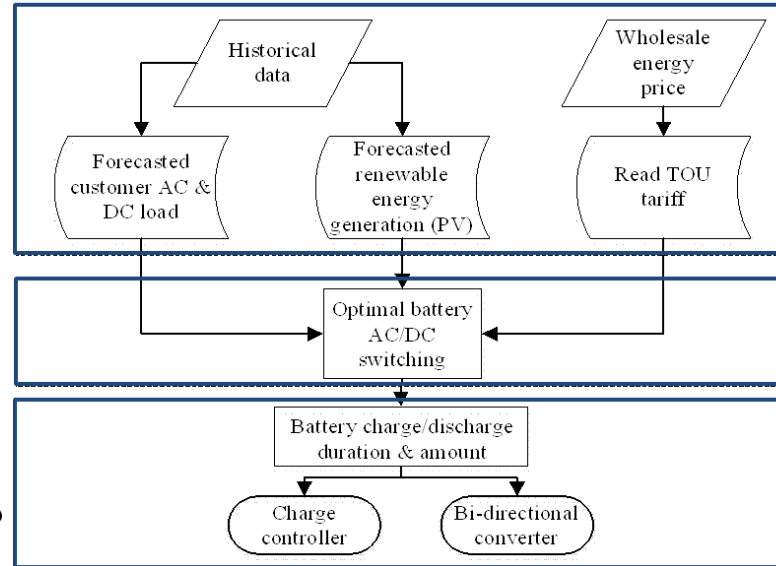 Historical
data
Wholesale
energy
price
Forecasted
customer AC &
DC load
Forecasted
renewable
energy
generation (PV)
Read TOU
tariff
Optimal battery
AC/DC
switching
Battery charge/discharge
duration & amount
Charge
controller
Bi-directional
converter